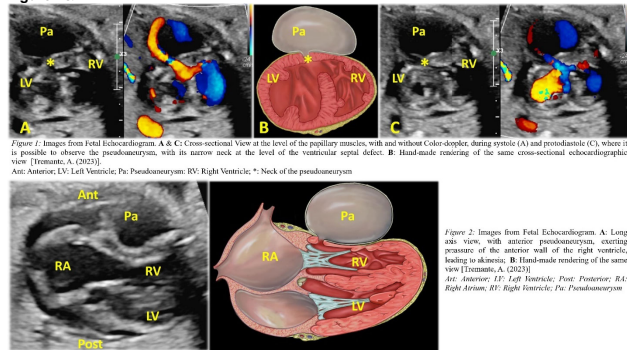 Pa
*
LV
RV
A
Pa
*
LV
RV
B
Pa
*
LV
RV
C
Figure 1: Images from Fetal Echocardiogram. A & C: Cross-sectional View at the level of the papillary muscles, with and without Color-dopler, during systole (A) and protodiastole (C), where it
is possible to observe the pseudoaneurysm, with its narrow neck at the level of the ventricular septal defect. B: Hand-made rendering of the same cross-sectional echocardiographic
view [Tremante, A. (2023)].
Ant: Anterior; LV: Left Ventricle; Pa: Pseudoaneurysm: RV: Right Ventricle; *: Neck of the pseudoaneurysm
Ant
Pa
RA
RV
LV
Post
Pa
RA
RV
LV
Figure 2: Images from Fetal Echocardiogram. A: Long
axis view, with anterior pseudoaneurysm, exerting
preassure of the anterior wall of the right ventricle,
leading to akinesia; B: Hand-made rendering of the same
view [Tremante, A. (2023)]
Art: Anterior; LV: Left Ventricle; Post: Posterior; RA:
Right Atrium; RV: Right Ventricle; Pa: Pseudoaneurysm